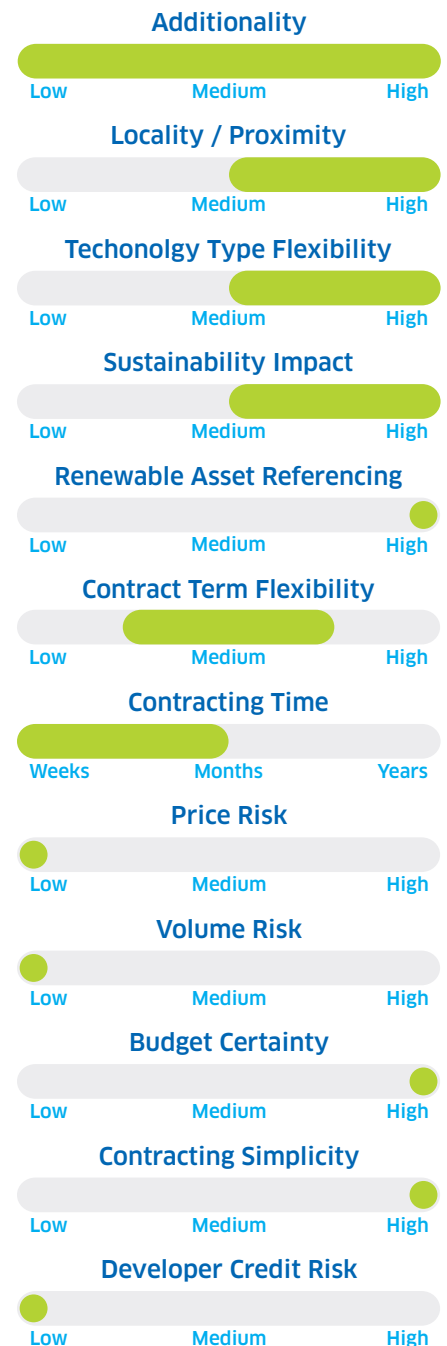 Additionality
Low Medium High
Locality / Proximity
Low Medium High
Techonolgy Type Flexibility
Low Medium High
Sustainability Impact
Low Medium High
Renewable Asset Referencing
Low Medium High
Contract Term Flexibility
Low Medium High
Contracting Time
Weeks Months Years
Price Risk
Low Medium High
Volume Risk
Low Medium High
Budget Certainty
Low Medium High
Contracting Simplicity
Low Medium High
Developer Credit Risk
Low Medium High